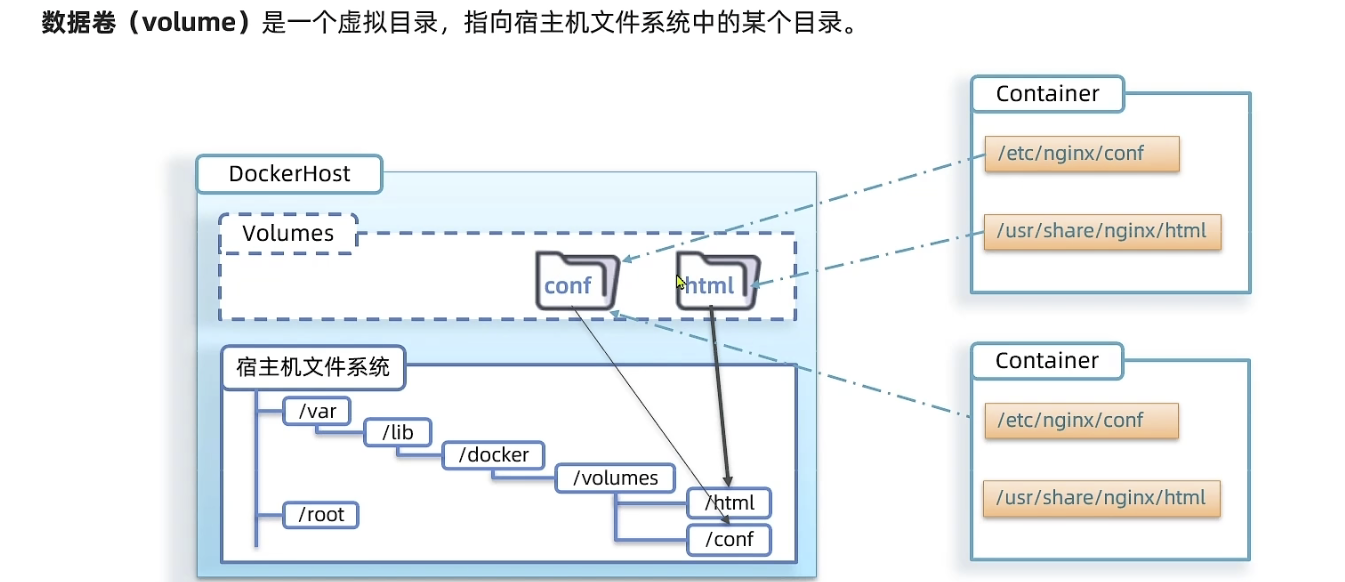 数据卷（volume）是一个虚拟目录，指向宿主机文件系统中的某个目录。
DockerHost
Volumes
conf
html
宿主机文件系统
/var
/lib
/docker
/volumes
/html
/conf
/root
Container
/etc/nginx/conf
/usr/share/nginx/html
Container
/etc/nginx/conf
/usr/share/nginx/html